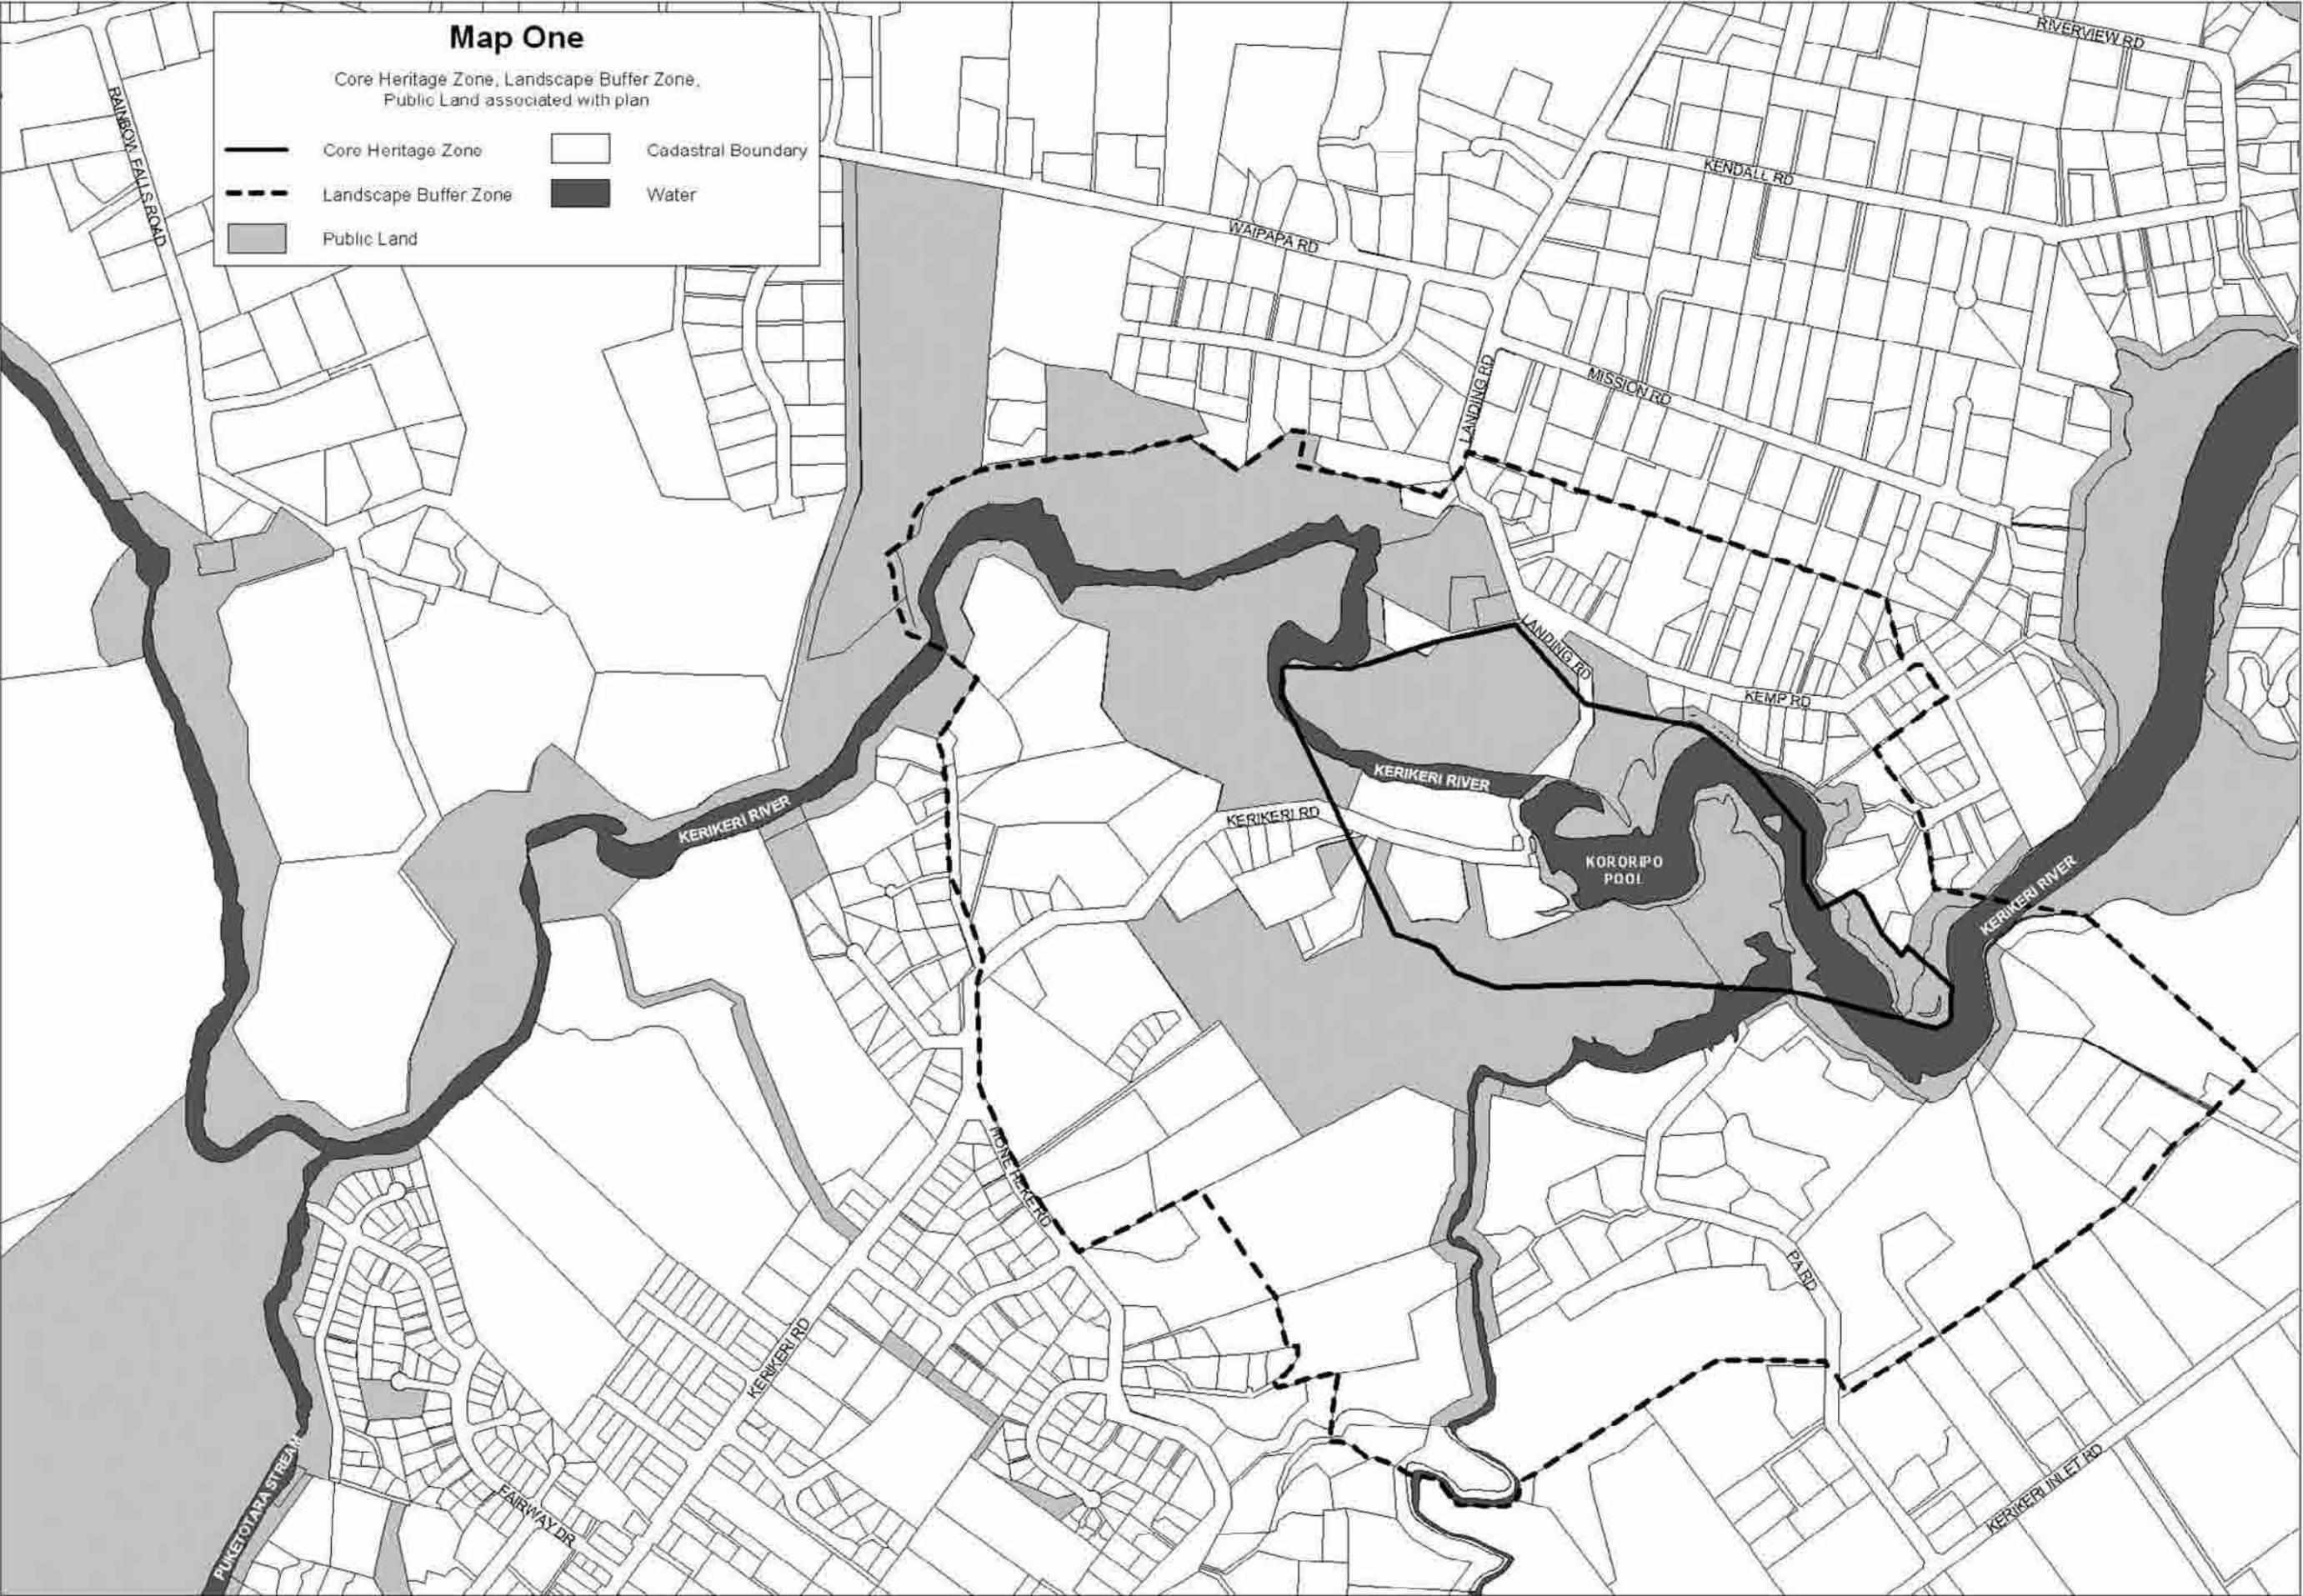 Map One
Core Heritage Zone, Landscape Buffer Zone,
Public Land associated with plan
Core Heritage Zone
Cadastral Boundary
Landscape Buffer Zone
Water
Public Land
RIVERVIEW RD
RAINBOW FALLS ROAD
KENDALL RD
WAIPAPA RD
LANDING RD
MISSION RD
LANDING RD
KEMP RD
KERIKERI RIVER
KERIKERI RIVER
KERIKERI RD
KORORIPO
POOL
KERIKERI RIVER
HONE HEKE RD
PA RD
KERIKERI RD
PUKETOTARA STREAM
FAIRWAY DR
KERIKERI INLET RD